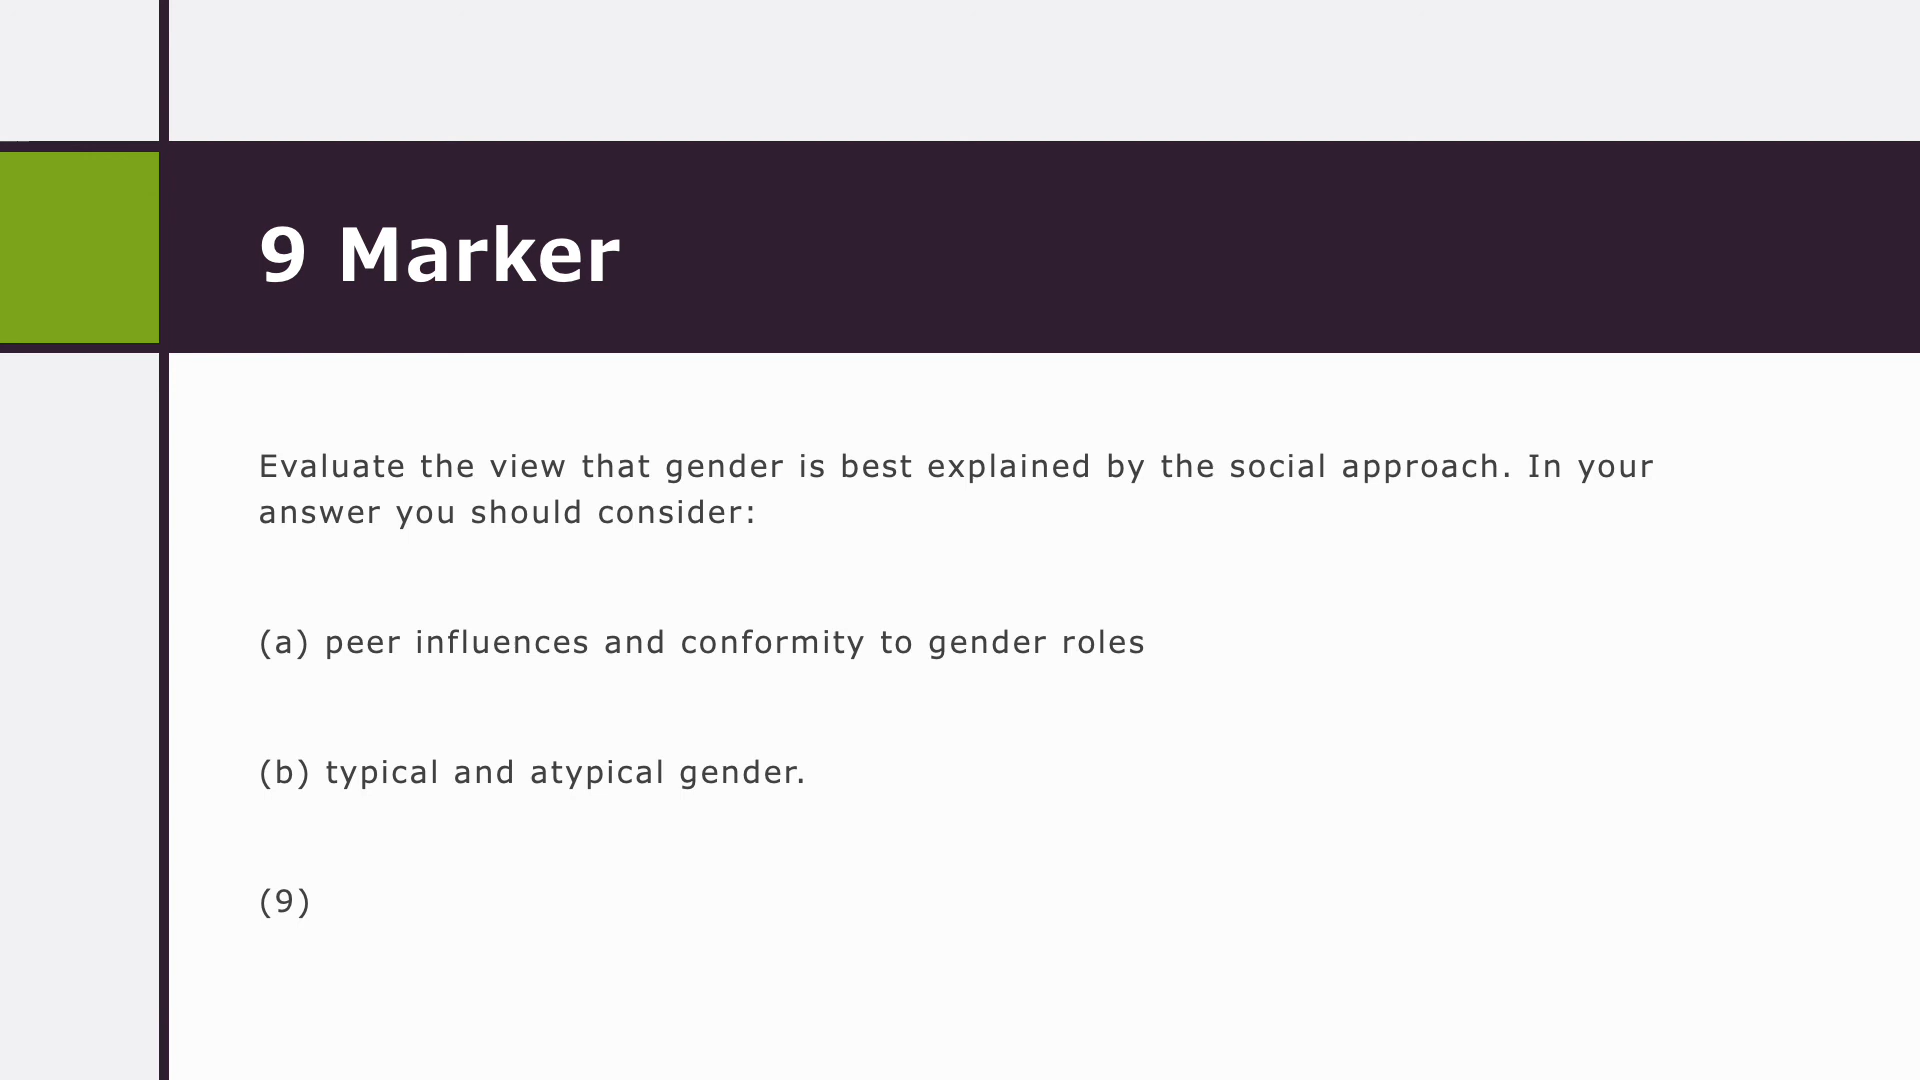 9 Marker
Evaluate the view that gender is best explained by the social approach. In your
answer you should consider:
(a) peer influences and conformity to gender roles
(b) typical and atypical gender.
(9)